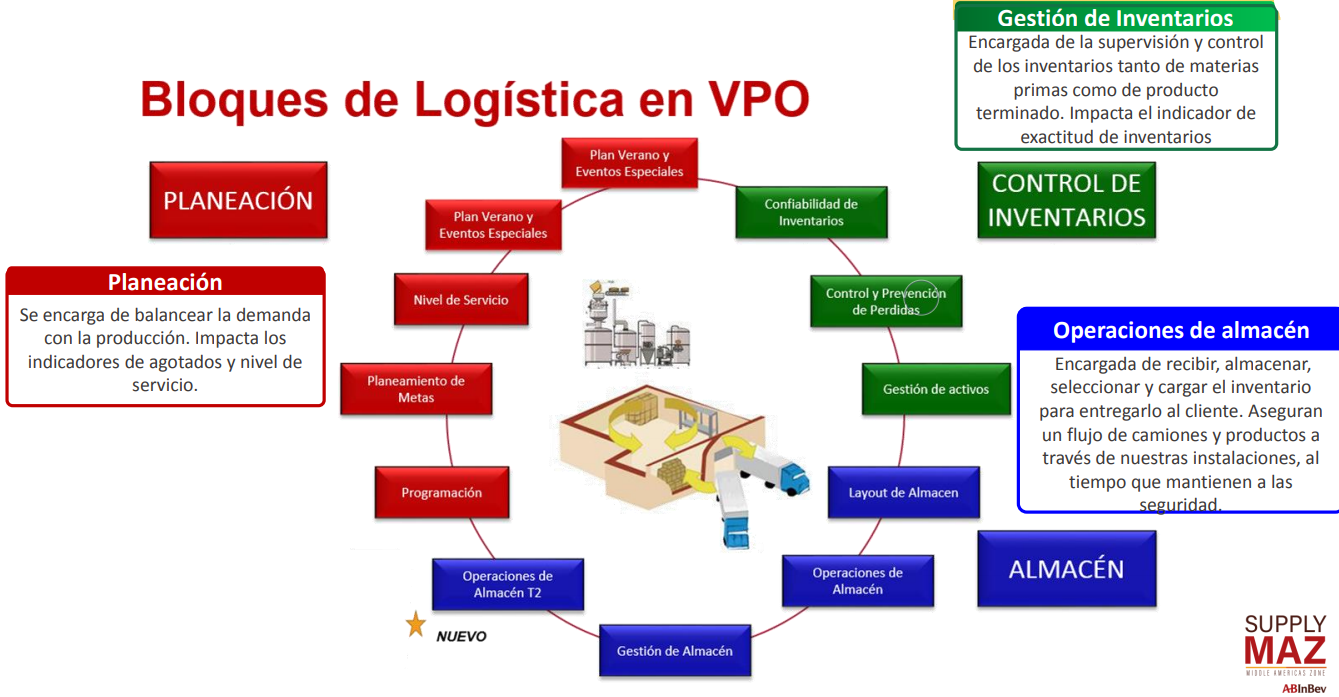 Gestión de Inventarios
Encargada de la supervisión y control
de los inventarios tanto de materias
primas como de producto
terminado. Impacta el indicador de
exactitud de inventarios
Bloques de Logística en VPO
PLANEACIÓN
Plan Verano y
Eventos Especiales
CONTROL DE
INVENTARIOS
Plan Verano y
Eventos Especiales
Confiabilidad de
Inventarios
Planeación
Se encarga de balancear la demanda
con la producción. Impacta los
indicadores de agotados y nivel de
servicio.
Nivel de Servicio
Control y Prevención
de Perdidas
Operaciones de almacén
Encargada de recibir, almacenar,
seleccionar y cargar el inventario
para entregarlo al cliente. Aseguran
un flujo de camiones y productos a
través de nuestras instalaciones, al
tiempo que mantienen a las
seguridad.
Planeamiento de
Metas
Gestión de activos
Programación
Layout de Almacen
Operaciones de
Almacén T2
Operaciones de
Almacén
ALMACÉN
NUEVO
Gestión de Almacén
SUPPLY
MAZ
MIDDLE AMERICAS ZONE
ABInBev